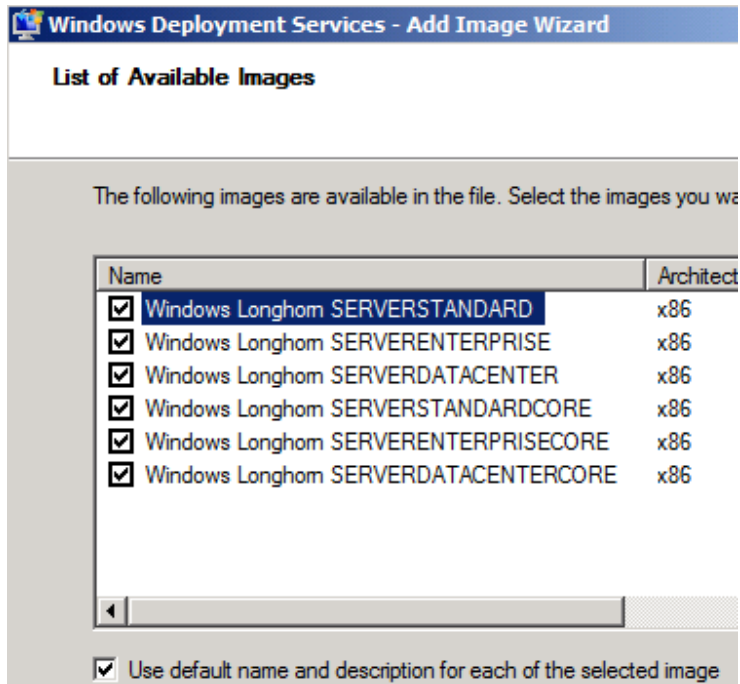 Windows Deployment Services - Add Image Wizard
List of Available Images
The following images are available in the file. Select the images you wa
Name Architect
Windows Longhorn SERVERSTANDARD x86
Windows Longhorn SERVERENTERPRISE x86
Windows Longhorn SERVERDATACENTER x86
Windows Longhorn SERVERSTANDARDCORE x86
Windows Longhorn SERVERENTERPRISECORE x86
Windows Longhorn SERVERDATACENTERCORE x86
Use default name and description for each of the selected image